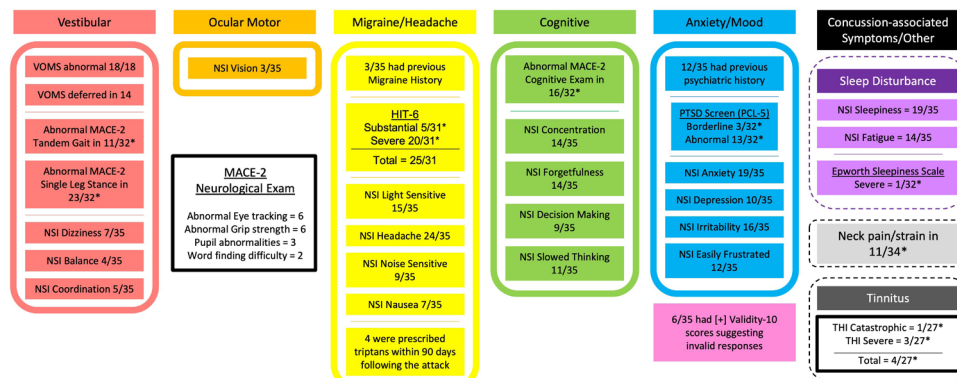 Vestibular
VOMS abnormal 18/18
VOMS deferred in 14
Abnormal MACE-2
Tandem Gait in 11/32*
Abnormal MACE-2
Single Leg Stance in
23/32*
NSI Dizziness 7/35
NSI Balance 4/35
NSI Coordination 5/35
Ocular Motor
NSI Vision 3/35
MACE-2
Neurological Exam
Abnormal Eye tracking = 6
Abnormal Grip strength = 6
Pupil abnormalities = 3
Word finding difficulty = 2
Migraine/Headache
3/35 had previous
Migraine History
HIT-6
Substantial 5/31*
Severe 20/31*
Total = 25/31
NSI Light Sensitive
15/35
NSI Headache 24/35
NSI Noise Sensitive
9/35
NSI Nausea 7/35
4 were prescribed
triptans within 90 days
following the attack
Cognitive
Abnormal MACE-2
Cognitive Exam in
16/32*
NSI Concentration
14/35
NSI Forgetfulness
14/35
NSI Decision Making
9/35
NSI Slowed Thinking
11/35
Anxiety/Mood
12/35 had previous
psychiatric history
PTSD Screen (PCL-5)
Borderline 3/32*
Abnormal 13/32*
NSI Anxiety 19/35
NSI Depression 10/35
NSI Irritability 16/35
NSI Easily Frustrated
12/35
6/35 had [+] Validity-10
scores suggesting
invalid responses
Concussion-associated
Symptoms/Other
Sleep Disturbance
NSI Sleepiness = 19/35
NSI Fatigue = 14/35
Epworth Sleepiness Scale
Severe = 1/32*
Neck pain/strain in
11/34*
Tinnitus
THI Catastrophic = 1/27*
THI Severe = 3/27*
Total = 4/27*